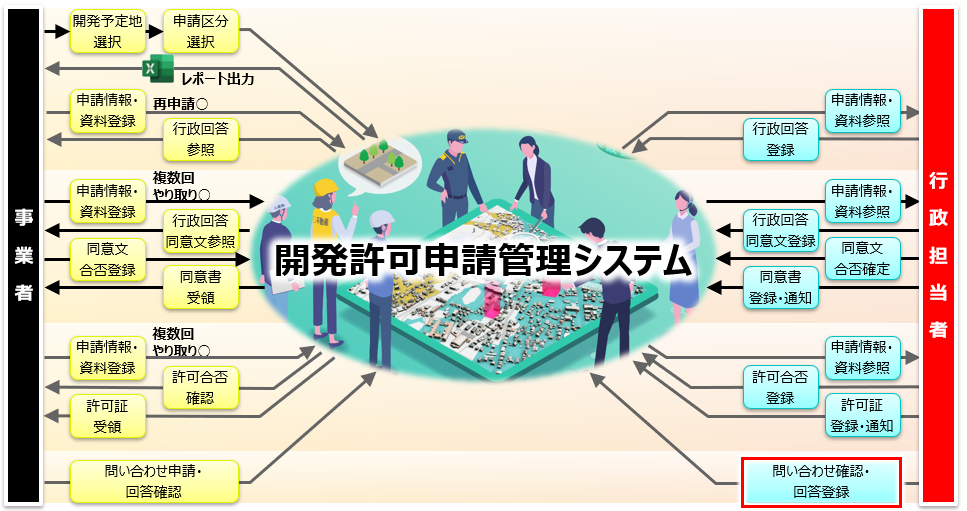 開発予定地
選択
申請区分
選択
レポート出力
申請情報・
資料登録
再申請○
行政回答
参照
複数回
やり取り○
申請情報・
資料登録
行政回答
同意文参照
同意文
合否登録
同意書
受領
複数回
やり取り○
申請情報・
資料登録
許可合否
確認
許可証
受領
問い合わせ申請・
回答確認
事業者
開発許可申請管理システム
申請情報・
資料参照
行政回答
登録
申請情報・
資料参照
行政回答
同意文登録
同意文
合否確定
同意書
登録・通知
申請情報・
資料参照
許可合否
登録
許可証
登録・通知
問い合わせ確認・
回答登録
行政担当者